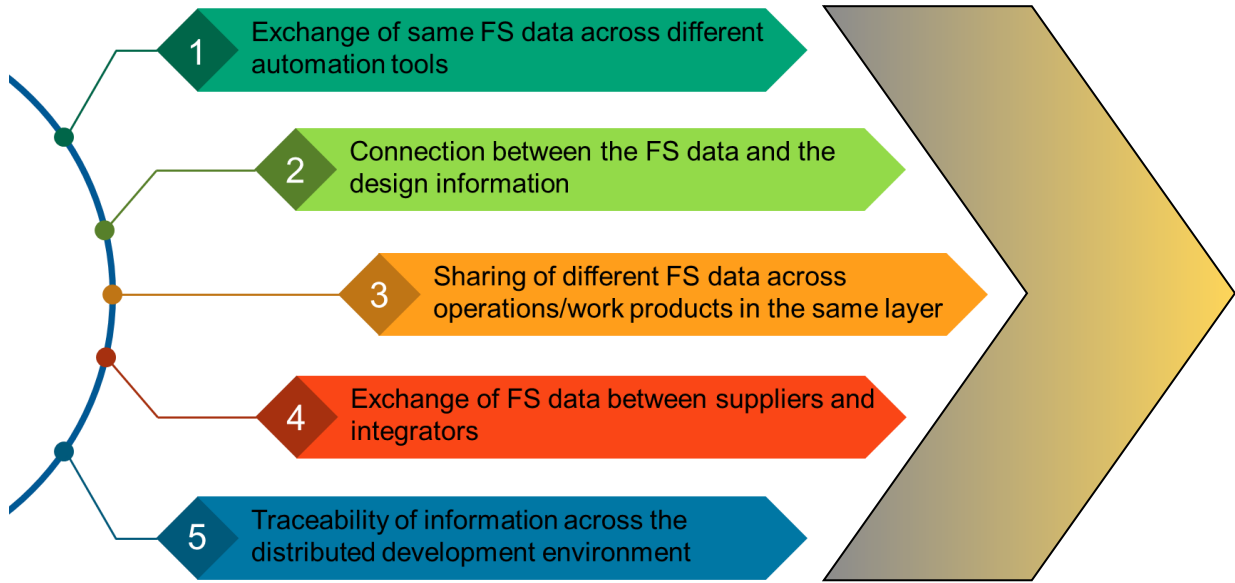 1
Exchange of same FS data across different
automation tools
2
Connection between the FS data and the
design information
3
Sharing of different FS data across
operations/work products in the same layer
4
Exchange of FS data between suppliers and
integrators
5
Traceability of information across the
distributed development environment